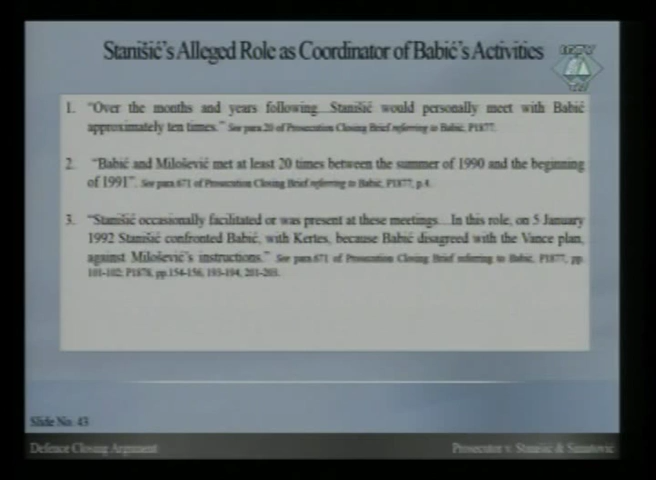 Stanišić's Alleged Role as Coordinator of Babić's Activities
ICTY
1. "Over the months and years following...Stanišić would personally meet with Babić
approximately ten times." See para.20 of Prosecution Closing Brief referring to Babić, P1877.
2. "Babić and Milošević met at least 20 times between the summer of 1990 and the beginning
of 1991". See para.671 of Prosecution Closing Brief referring to Babić, P1877, p.4.
3. "Stanišić occasionally facilitated or was present at these meetings...In this role, on 5 January
1992 Stanišić confronted Babić, with Kertes, because Babić disagreed with the Vance plan,
against Milošević's instructions." See para.671 of Prosecution Closing Brief referring to Babić, P1877, pp.
101-102; P1878, pp.154-156, 193-194, 201-203.
Slide No. 43
Defence Closing Argument
Prosecutor v. Stanišić & Simatović